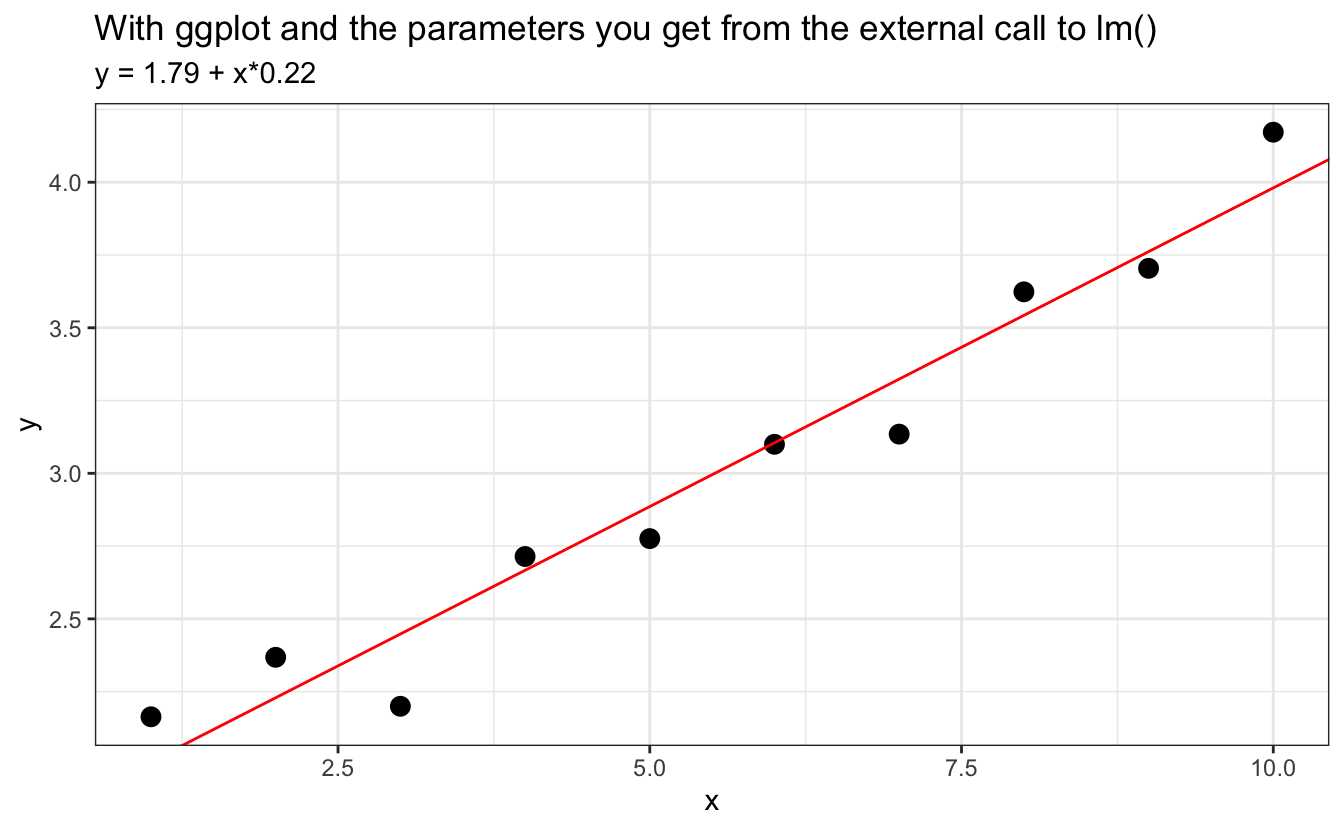 With ggplot and the parameters you get from the external call to lm()
y = 1.79 + x*0.22
4.0
3.5
3.0
2.5
y
2.5
5.0
7.5
10.0
x